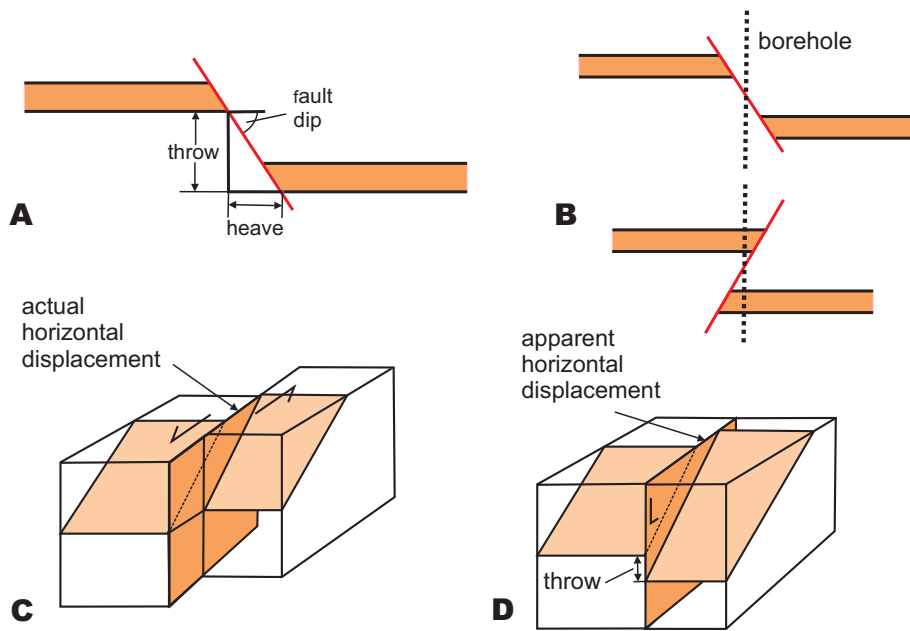 fault
dip
throw
heave
A
borehole
B
actual
horizontal
displacement
C
apparent
horizontal
displacement
throw
D